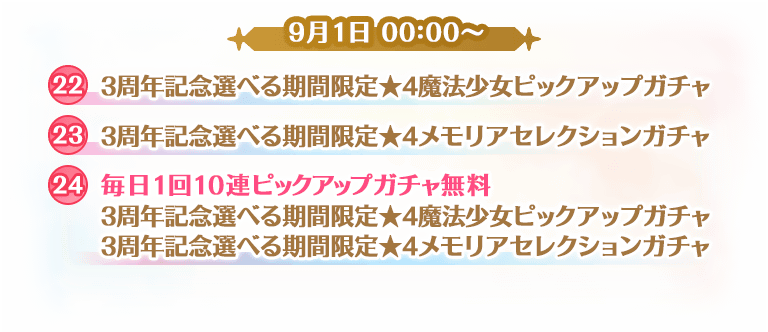 9月1日 00:00～
22 3周年記念選べる期間限定★4魔法少女ピックアップガチャ
23 3周年記念選べる期間限定★4メモリアセレクションガチャ
24 毎日1回10連ピックアップガチャ無料
3周年記念選べる期間限定★4魔法少女ピックアップガチャ
3周年記念選べる期間限定★4メモリアセレクションガチャ